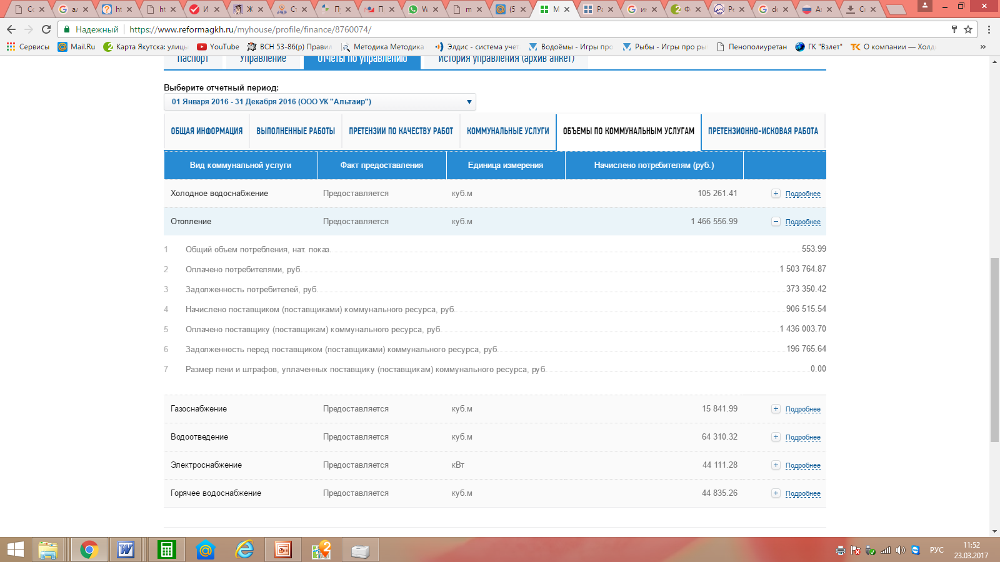 Надежный
https://www.reformagkh.ru/myhouse/profile/finance/8760074/
Сервисы
Mail.Ru
Карта Якутска: улицы
YouTube
ВСН 53-86(р) Правил
Методика Методика
Элдис - система учет
Водоёмы - Игры про
Рыбы - Игры про ры
Пенополиуретан
ГК "Взлет"
О компании — Холд
Паспорт
Управление
Отчеты по управлению
История управления (архив анкет)
Выберите отчетный период:
01 Января 2016 - 31 Декабря 2016 (ООО УК "Альтаир")
ОБЩАЯ ИНФОРМАЦИЯ
ВЫПОЛНЕННЫЕ РАБОТЫ
ПРЕТЕНЗИИ ПО КАЧЕСТВУ РАБОТ
КОММУНАЛЬНЫЕ УСЛУГИ
ОБЪЕМЫ ПО КОММУНАЛЬНЫМ УСЛУГАМ
ПРЕТЕНЗИОННО-ИСКОВАЯ РАБОТА
Вид коммунальной услуги Факт предоставления Единица измерения Начислено потребителям (руб.)
Холодное водоснабжение Предоставляется куб.м 105 261.41 Подробнее
Отопление Предоставляется куб.м 1 466 556.99 Подробнее
1 Общий объем потребления, нат. показ. 553.99
2 Оплачено потребителями, руб. 1 503 764.87
3 Задолженность потребителей, руб. 373 350.42
4 Начислено поставщиком (поставщиками) коммунального ресурса, руб. 906 515.54
5 Оплачено поставщику (поставщикам) коммунального ресурса, руб. 1 436 003.70
6 Задолженность перед поставщиком (поставщиками) коммунального ресурса, руб. 196 765.64
7 Размер пени и штрафов, уплаченных поставщику (поставщикам) коммунального ресурса, руб. 0.00
Газоснабжение Предоставляется куб.м 15 841.99 Подробнее
Водоотведение Предоставляется куб.м 64 310.32 Подробнее
Электроснабжение Предоставляется кВт 44 111.28 Подробнее
Горячее водоснабжение Предоставляется куб.м 44 835.26 Подробнее
РУС
11:52
23.03.2017